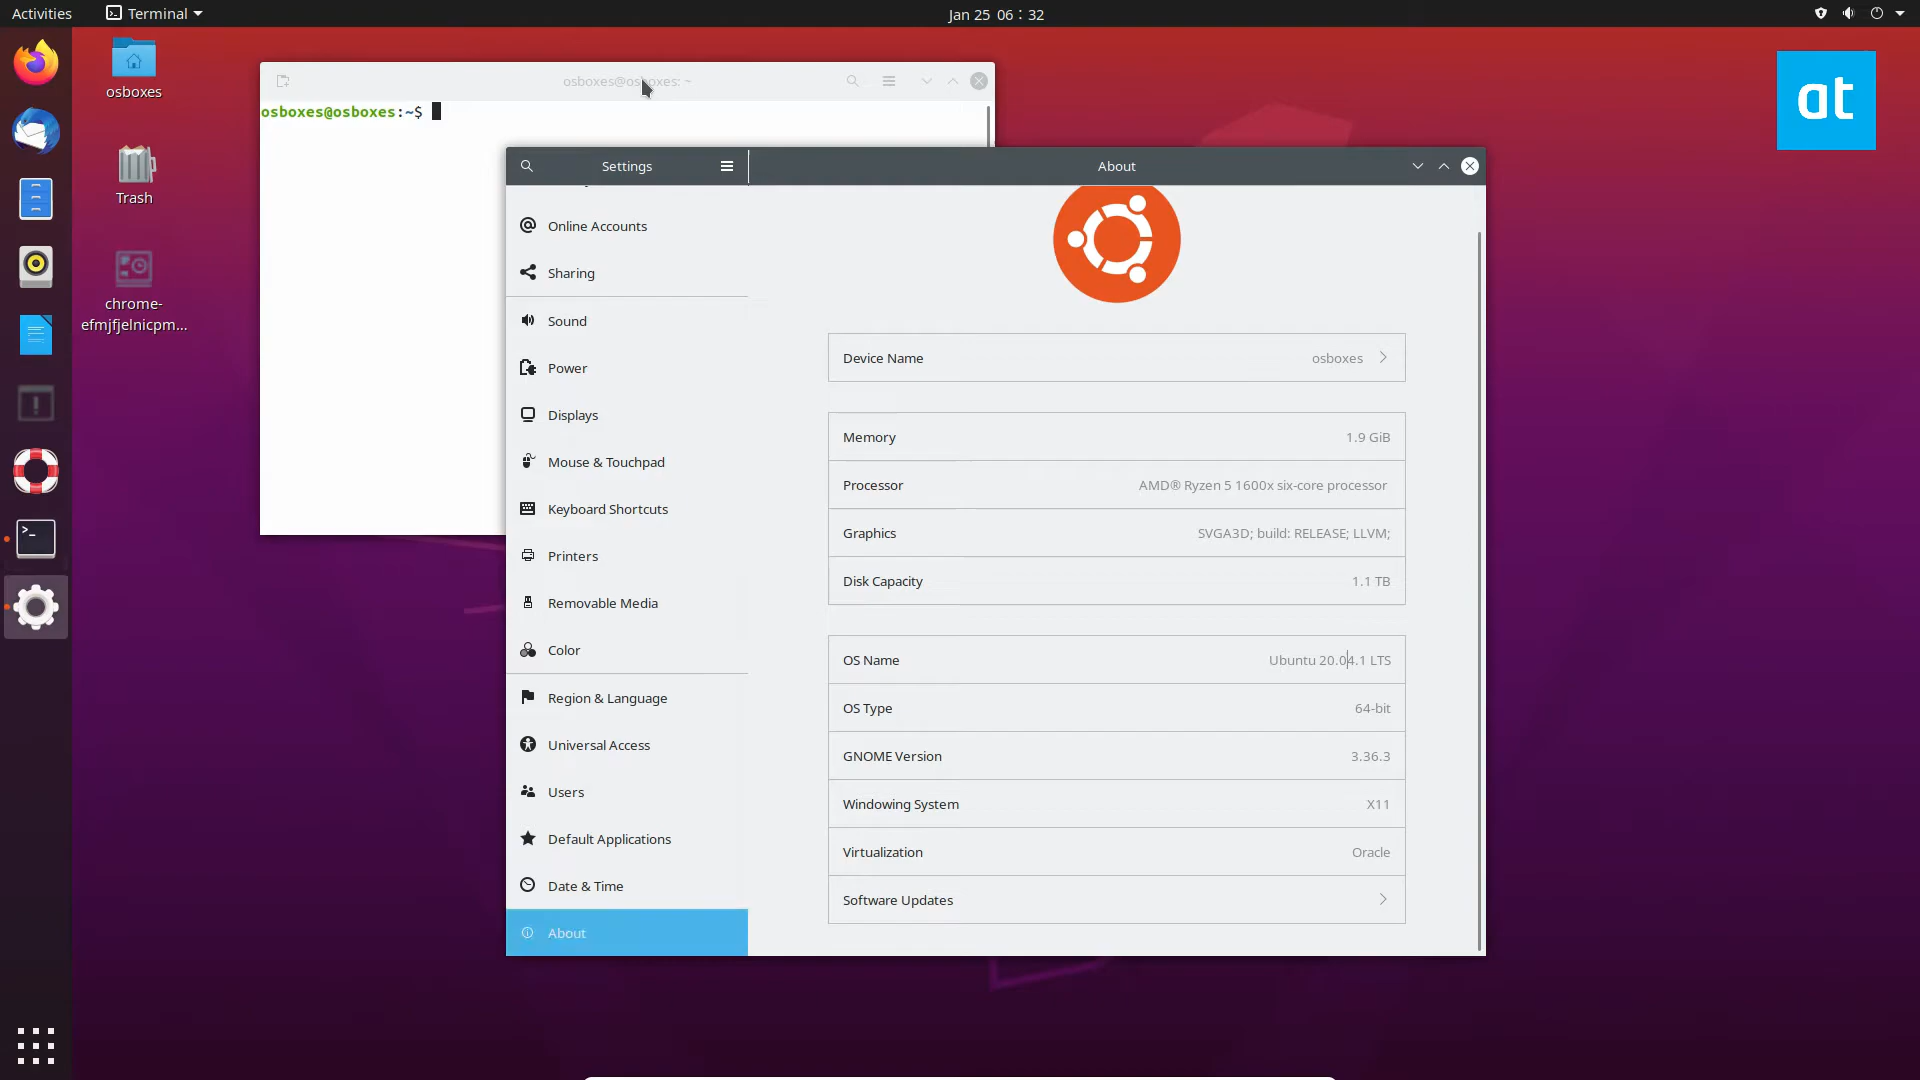 Activities
Terminal
Jan 25 06 : 32
at
osboxes
Trash
chrome-
efmjfjelnicpm...
osboxes@osboxes: ~
osboxes@osboxes:~$
Settings
About
Online Accounts
Sharing
Sound
Power
Displays
Mouse & Touchpad
Keyboard Shortcuts
Printers
Removable Media
Color
Region & Language
Universal Access
Users
Default Applications
Date & Time
About
Device Name osboxes
Memory 1.9 GiB
Processor AMD® Ryzen 5 1600x six-core processor
Graphics SVGA3D; build: RELEASE; LLVM;
Disk Capacity 1.1 TB
OS Name Ubuntu 20.04.1 LTS
OS Type 64-bit
GNOME Version 3.36.3
Windowing System X11
Virtualization Oracle
Software Updates